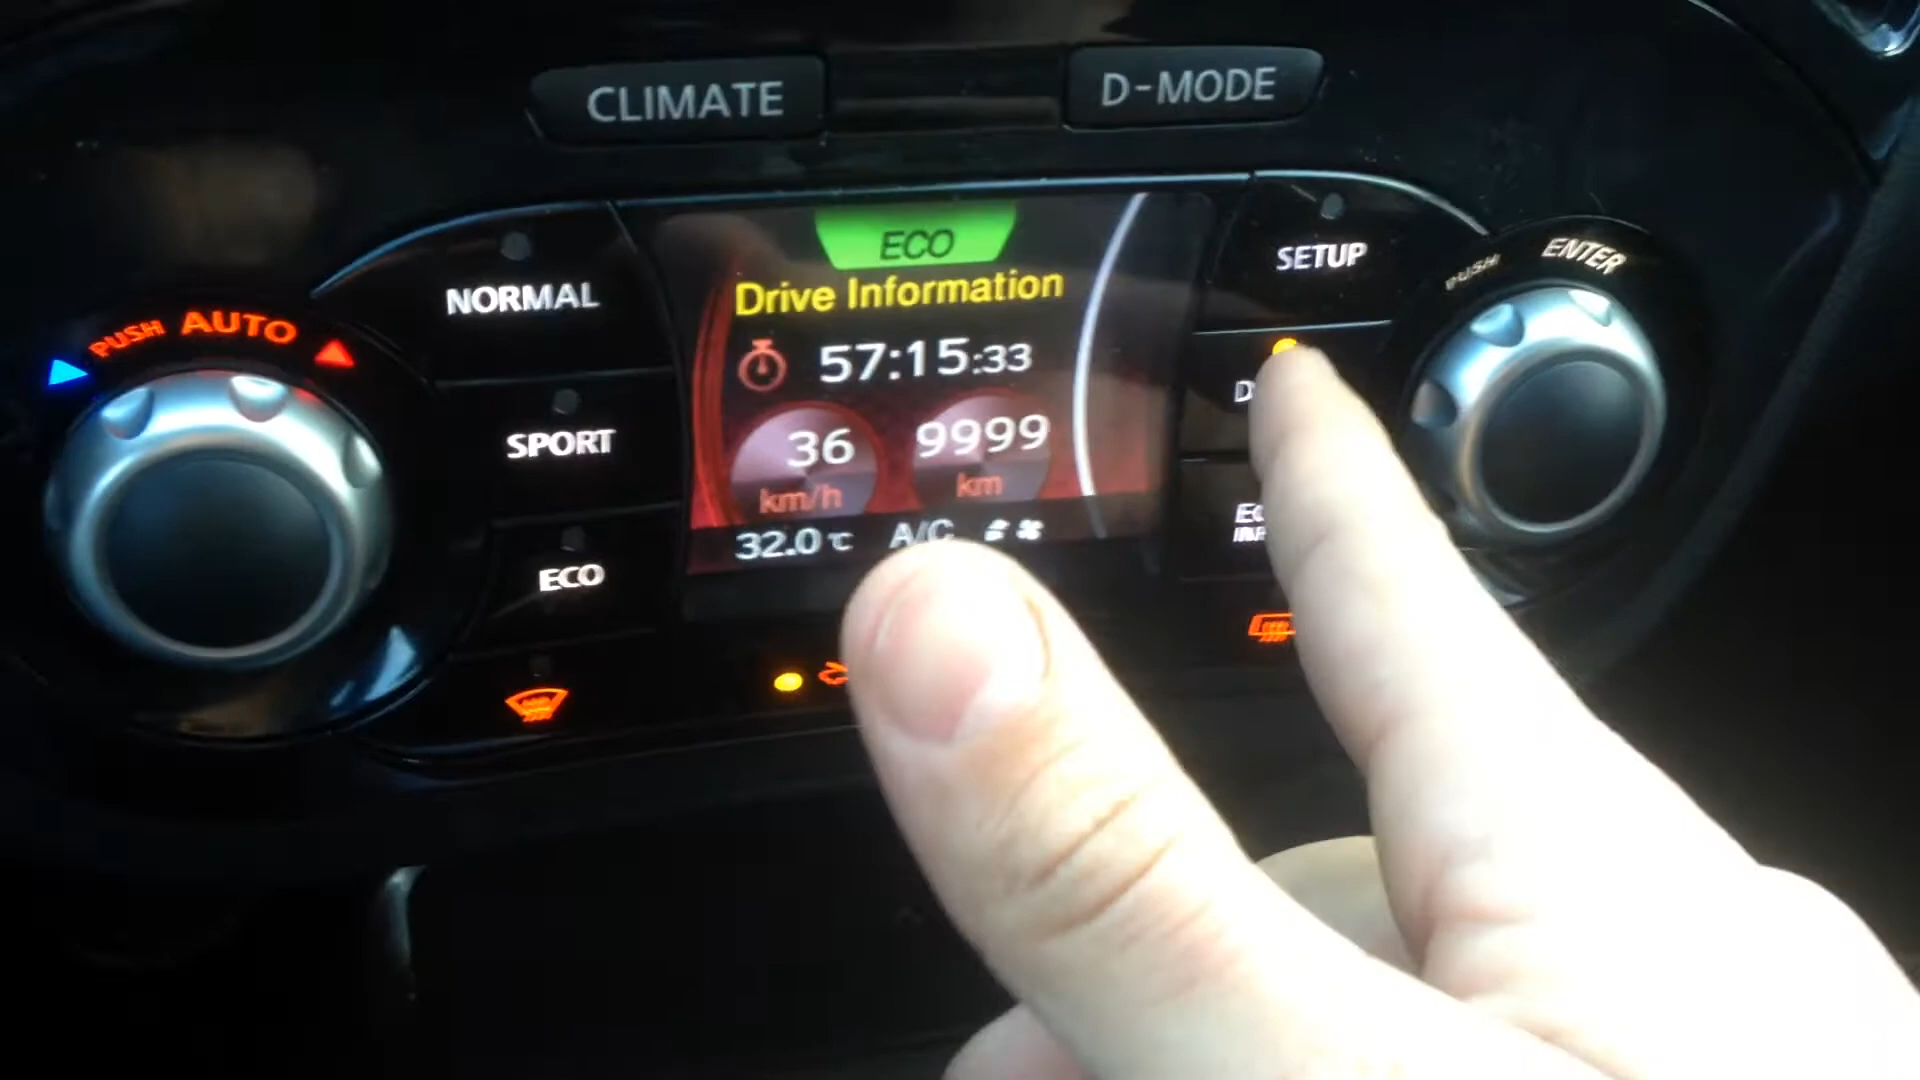 CLIMATE
D-MODE
PUSH AUTO
NORMAL
SPORT
ECO
ECO
Drive Information
57:15:33
36
km/h
9999
km
32.0 °C A/C
SETUP
PUSH ENTER